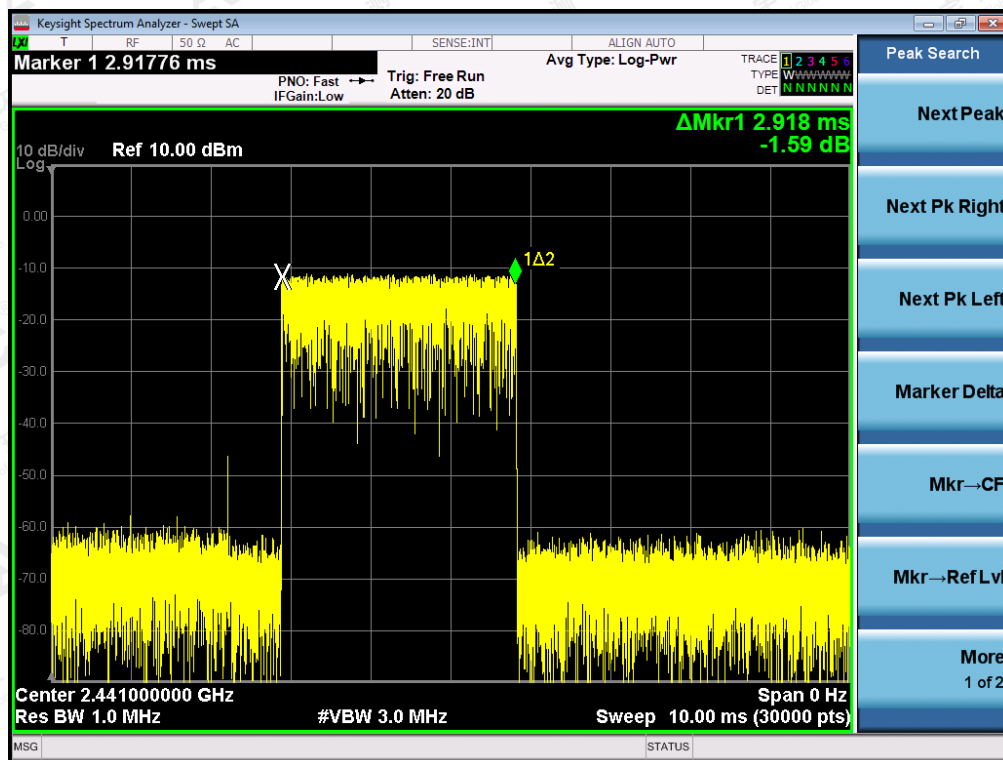 Keysight Spectrum Analyzer - Swept SA
LXI T RF 50 Ω AC SENSE:INT ALIGN AUTO
Marker 1 2.91776 ms
PNO: Fast
IFGain:Low
Trig: Free Run
Atten: 20 dB
Avg Type: Log-Pwr
TRACE 1 2 3 4 5 6
TYPE WWWWWW
DET N N N N N N
ΔMkr1 2.918 ms
-1.59 dB
10 dB/div Ref 10.00 dBm
Log
0.00
-10.0
-20.0
-30.0
-40.0
-50.0
-60.0
-70.0
-80.0
1Δ2
Center 2.441000000 GHz Span 0 Hz
Res BW 1.0 MHz #VBW 3.0 MHz Sweep 10.00 ms (30000 pts)
MSG STATUS
Peak Search
Next Peak
Next Pk Right
Next Pk Left
Marker Delta
Mkr→CF
Mkr→Ref Lvl
More
1 of 2